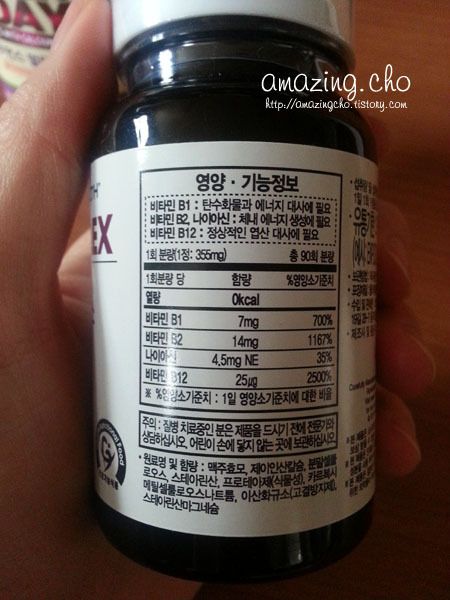 amazing.cho
http://amazingcho.tistory.com
EX
영양 · 기능정보
비타민 B1 : 탄수화물과 에너지 대사에 필요
비타민 B2, 나이아신 : 체내 에너지 생성에 필요
비타민 B12 : 정상적인 엽산 대사에 필요
1회 분량(1정: 355mg) 총 90회 분량
1회분량 당 함량 %영양소기준치
열량 0kcal
비타민 B1 7mg 700%
비타민 B2 14mg 1167%
나이아신 4.5mg NE 35%
비타민 B12 25㎍ 2500%
※ %영양소기준치 : 1일 영양소기준치에 대한 비율
주의 : 질병 치료중인 분은 제품을 드시기 전에 전문가와
상담하십시오. 어린이 손에 닿지 않는 곳에 보관하십시오.
• 원료명 및 함량 : 맥주효모, 제이인산칼슘, 분말셀룰
로오스, 스테아린산, 프로테아제(식물성), 카르복시
메틸셀룰로오스나트륨, 이산화규소(고결방지제),
스테아린산마그네슘